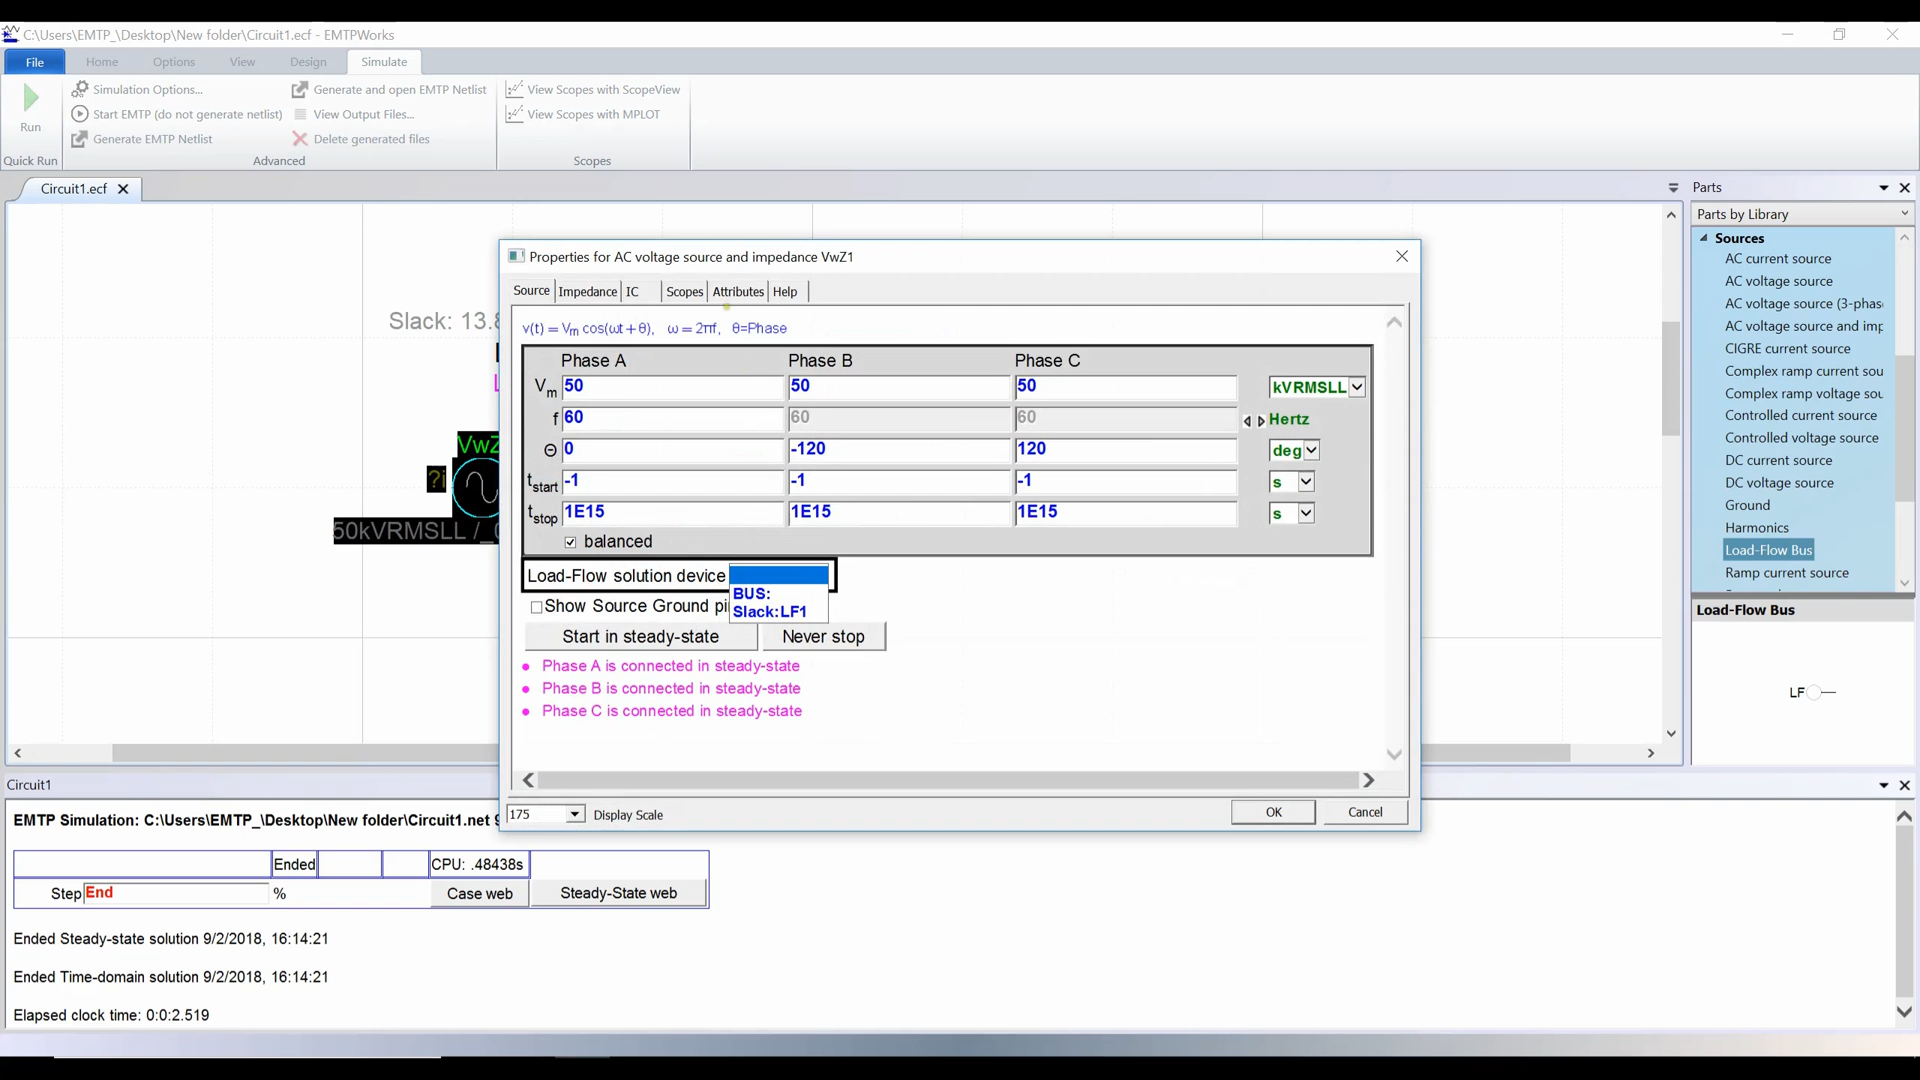 C:\Users\EMTP_\Desktop\New folder\Circuit1.ecf - EMTPWorks
File Home Options View Design Simulate
Run
Quick Run
Simulation Options...
Start EMTP (do not generate netlist)
Generate EMTP Netlist
Generate and open EMTP Netlist
View Output Files...
Delete generated files
Advanced
View Scopes with ScopeView
View Scopes with MPLOT
Scopes
Circuit1.ecf
Slack: 13.8
VwZ
?i
50kVRMSLL /_0
Properties for AC voltage source and impedance VwZ1
Source Impedance IC Scopes Attributes Help
v(t) = Vm cos(ωt + θ), ω = 2πf, θ=Phase
Phase A Phase B Phase C
Vm 50 50 50 kVRMSLL
f 60 60 60 Hertz
Θ 0 -120 120 deg
tstart -1 -1 -1 s
tstop 1E15 1E15 1E15 s
balanced
Load-Flow solution device
BUS:
Slack:LF1
Show Source Ground pi
Start in steady-state Never stop
Phase A is connected in steady-state
Phase B is connected in steady-state
Phase C is connected in steady-state
175 Display Scale
OK Cancel
Parts
Parts by Library
Sources
AC current source
AC voltage source
AC voltage source (3-phas
AC voltage source and imp
CIGRE current source
Complex ramp current sou
Complex ramp voltage sou
Controlled current source
Controlled voltage source
DC current source
DC voltage source
Ground
Harmonics
Load-Flow Bus
Ramp current source
Load-Flow Bus
LF
Circuit1
EMTP Simulation: C:\Users\EMTP_\Desktop\New folder\Circuit1.net 9
Ended CPU: .48438s
Step End % Case web Steady-State web
Ended Steady-state solution 9/2/2018, 16:14:21
Ended Time-domain solution 9/2/2018, 16:14:21
Elapsed clock time: 0:0:2.519